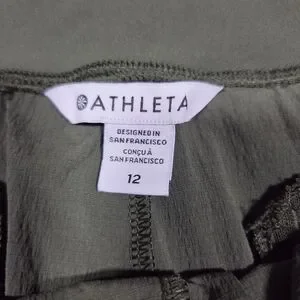 ATHLETA
DESIGNED IN
SAN FRANCISCO
CONÇU À
SAN FRANCISCO
12